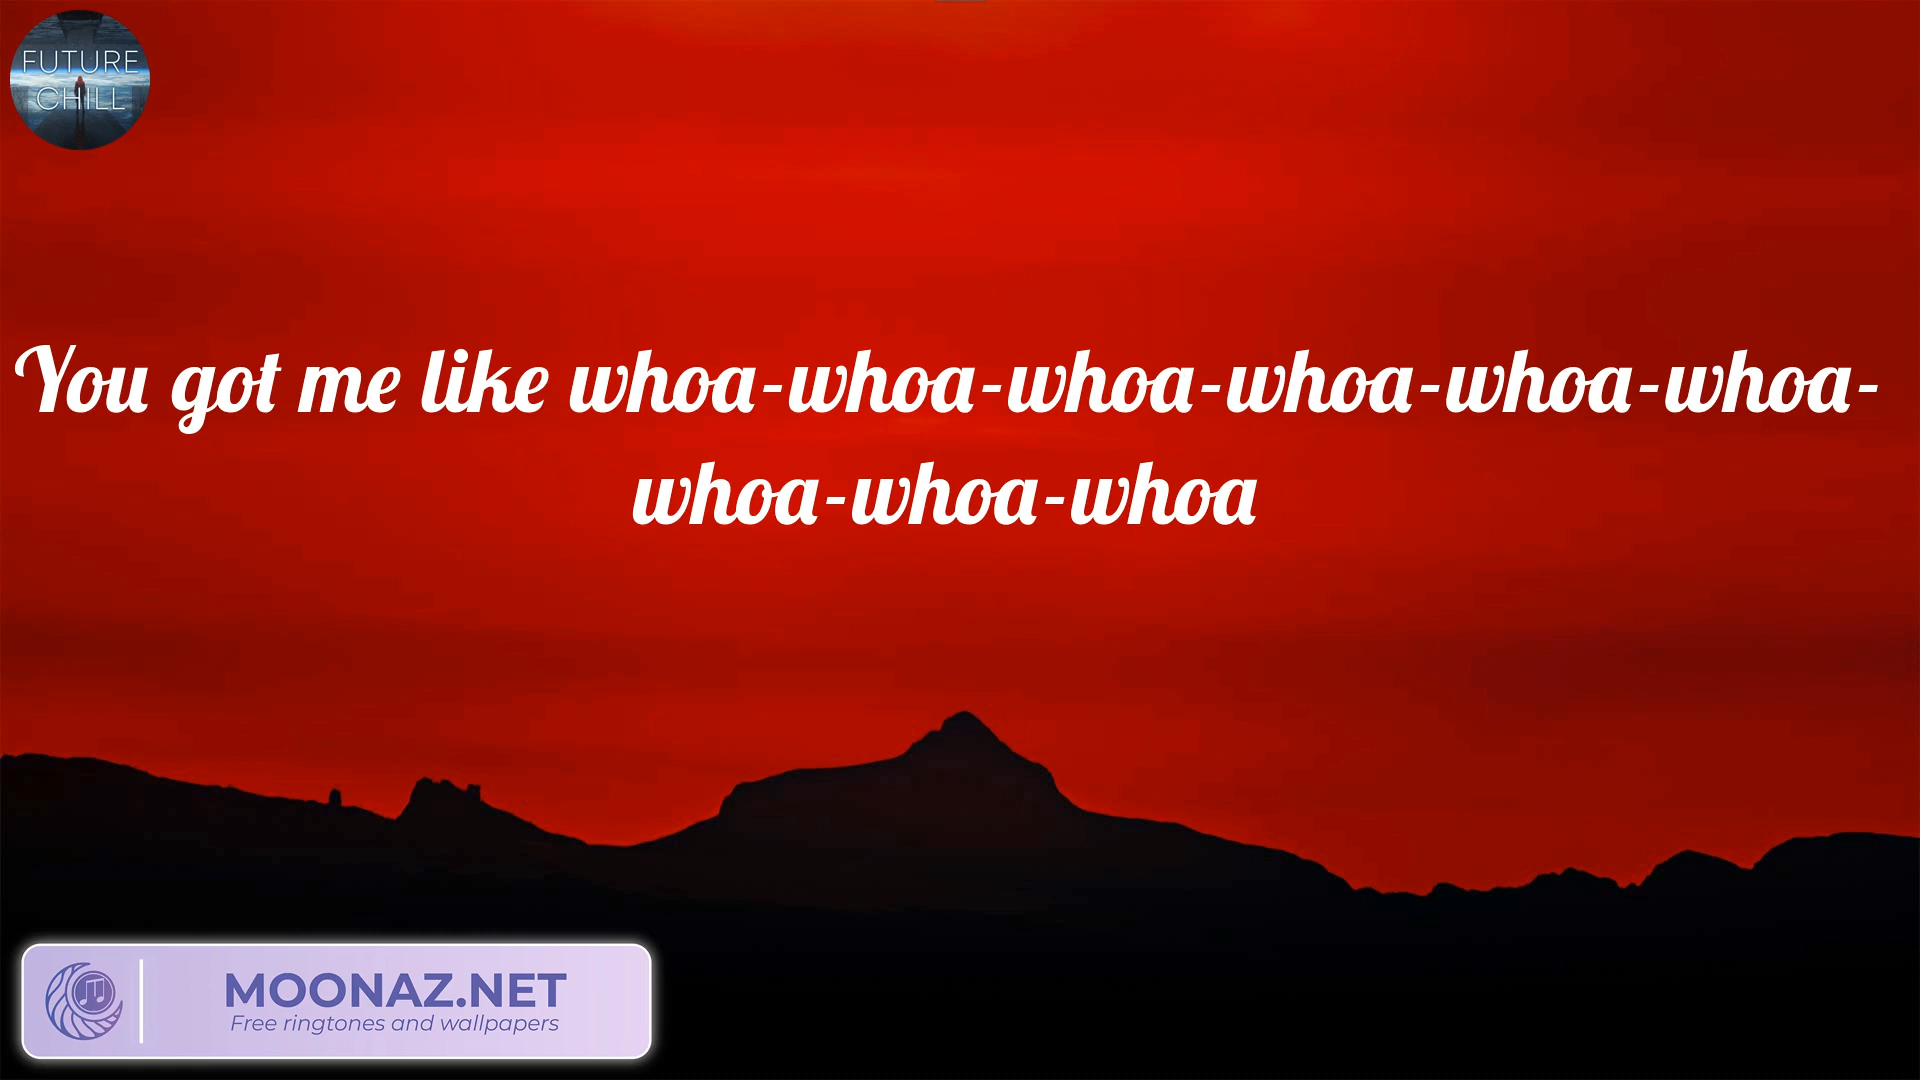 FUTURE
CHILL
You got me like whoa-whoa-whoa-whoa-whoa-whoa-
whoa-whoa-whoa
MOONAZ.NET
Free ringtones and wallpapers